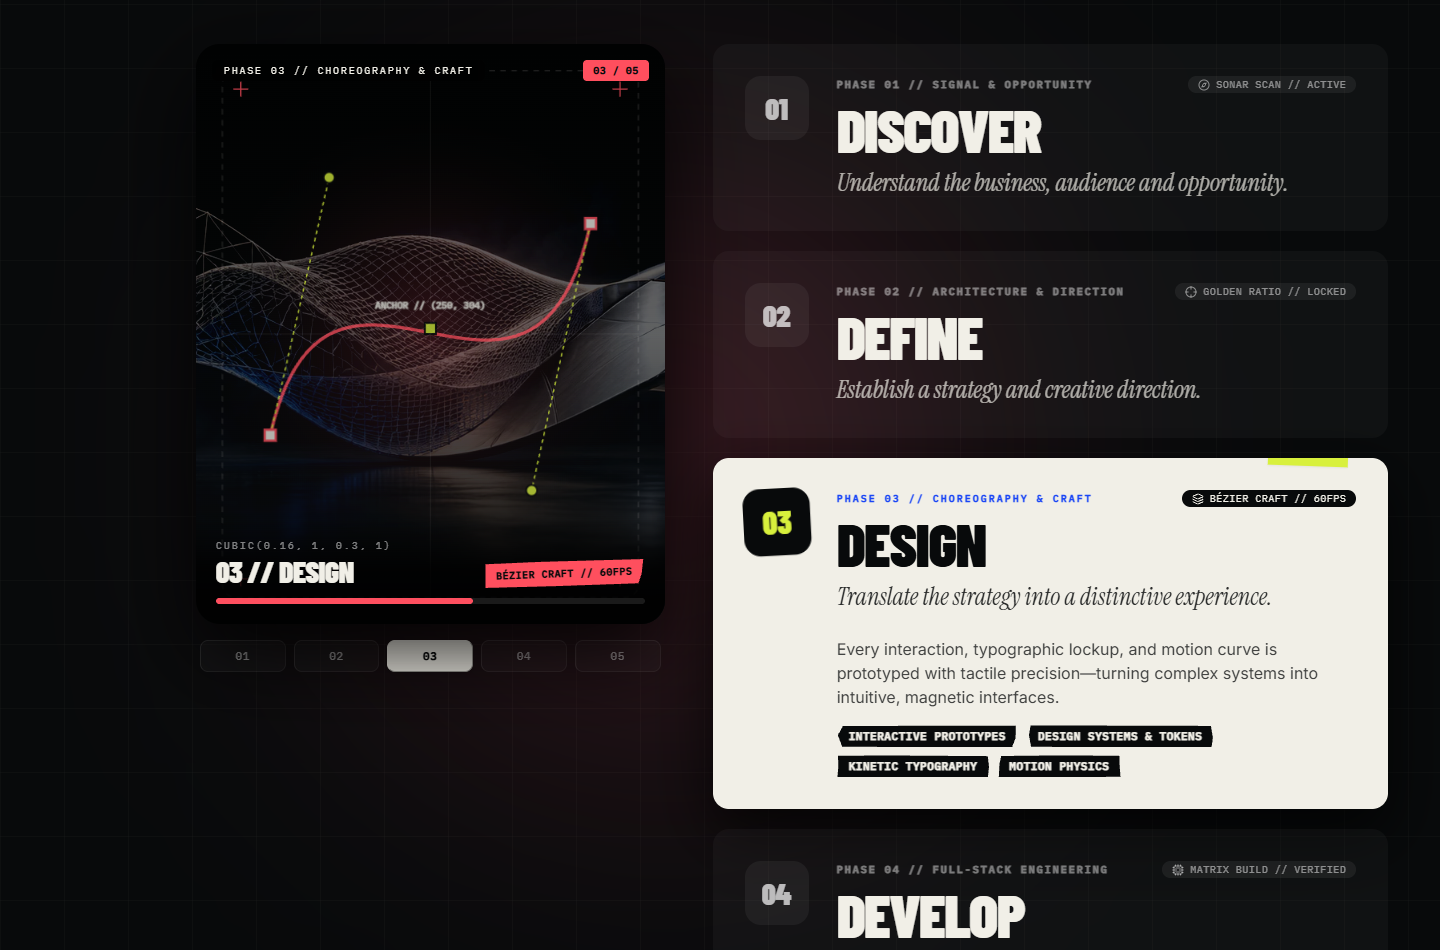 PHASE 03 // CHOREOGRAPHY & CRAFT
03 / 05
ANCHOR // (250, 304)
CUBIC(0.16, 1, 0.3, 1)
03 // DESIGN
BÉZIER CRAFT // 60FPS
01
02
03
04
05
01
PHASE 01 // SIGNAL & OPPORTUNITY
SONAR SCAN // ACTIVE
DISCOVER
Understand the business, audience and opportunity.
02
PHASE 02 // ARCHITECTURE & DIRECTION
GOLDEN RATIO // LOCKED
DEFINE
Establish a strategy and creative direction.
03
PHASE 03 // CHOREOGRAPHY & CRAFT
BÉZIER CRAFT // 60FPS
DESIGN
Translate the strategy into a distinctive experience.
Every interaction, typographic lockup, and motion curve is
prototyped with tactile precision—turning complex systems into
intuitive, magnetic interfaces.
INTERACTIVE PROTOTYPES
DESIGN SYSTEMS & TOKENS
KINETIC TYPOGRAPHY
MOTION PHYSICS
04
PHASE 04 // FULL-STACK ENGINEERING
MATRIX BUILD // VERIFIED
DEVELOP